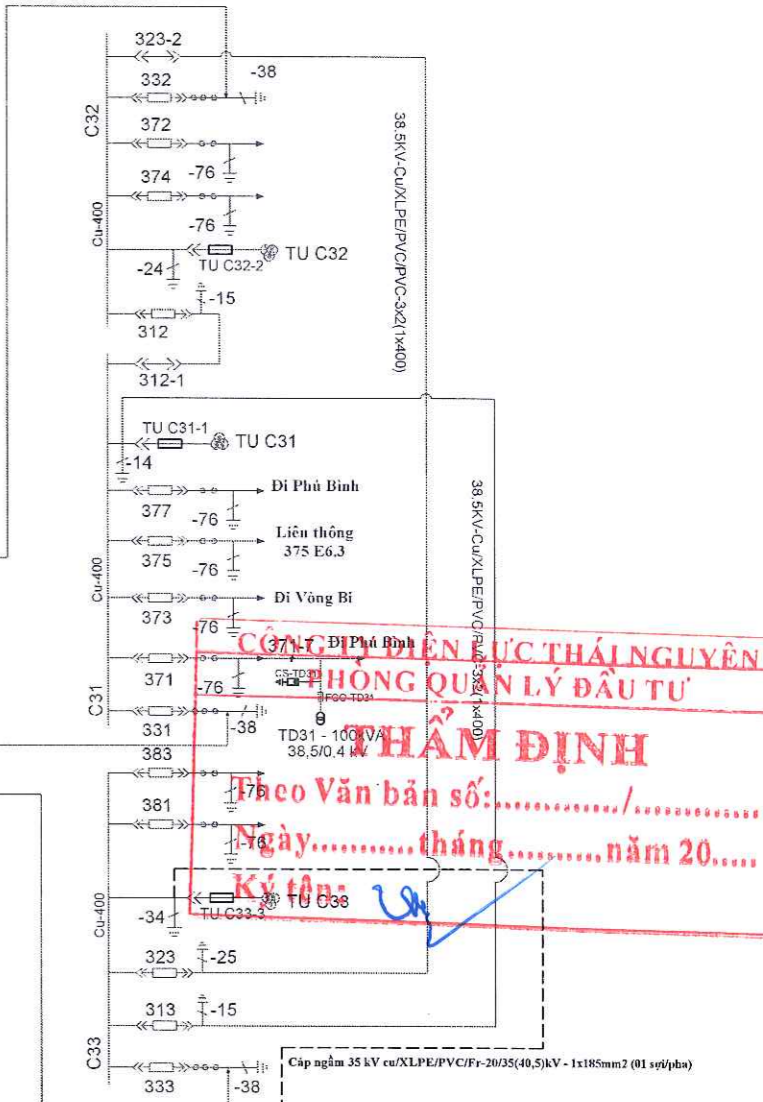 323-2
332
-38
C32
372
-76
374
-76
Cu-400
-24
TU C32-2
TU C32
-15
312
312-1
38.5KV-Cu/XLPE/PVC/PVC-3x2(1x400)
TU C31-1
TU C31
-14
377
-76
Đi Phú Bình
375
-76
Liên thông
375 E6.3
Cu-400
373
-76
Đi Vòng Bi
38.5KV-Cu/XLPE/PVC/PVC-3x2(1x400)
371
-76
371-7
Đi Phú Bình
CS-TD31
FCO-TD31
C31
331
-38
TD31 - 100kVA
38,5/0,4 kV
383
-76
381
-76
CÔNG TY ĐIỆN LỰC THÁI NGUYÊN
PHÒNG QUẢN LÝ ĐẦU TƯ
THẨM ĐỊNH
Theo Văn bản số:............/..............
Ngày...........tháng..........năm 20.....
Ký tên:
Cu-400
-34
TU C33-3
TU C33
323
-25
313
-15
C33
333
-38
Cáp ngầm 35 kV cu/XLPE/PVC/Fr-20/35(40,5)kV - 1x185mm2 (01 sợi/pha)